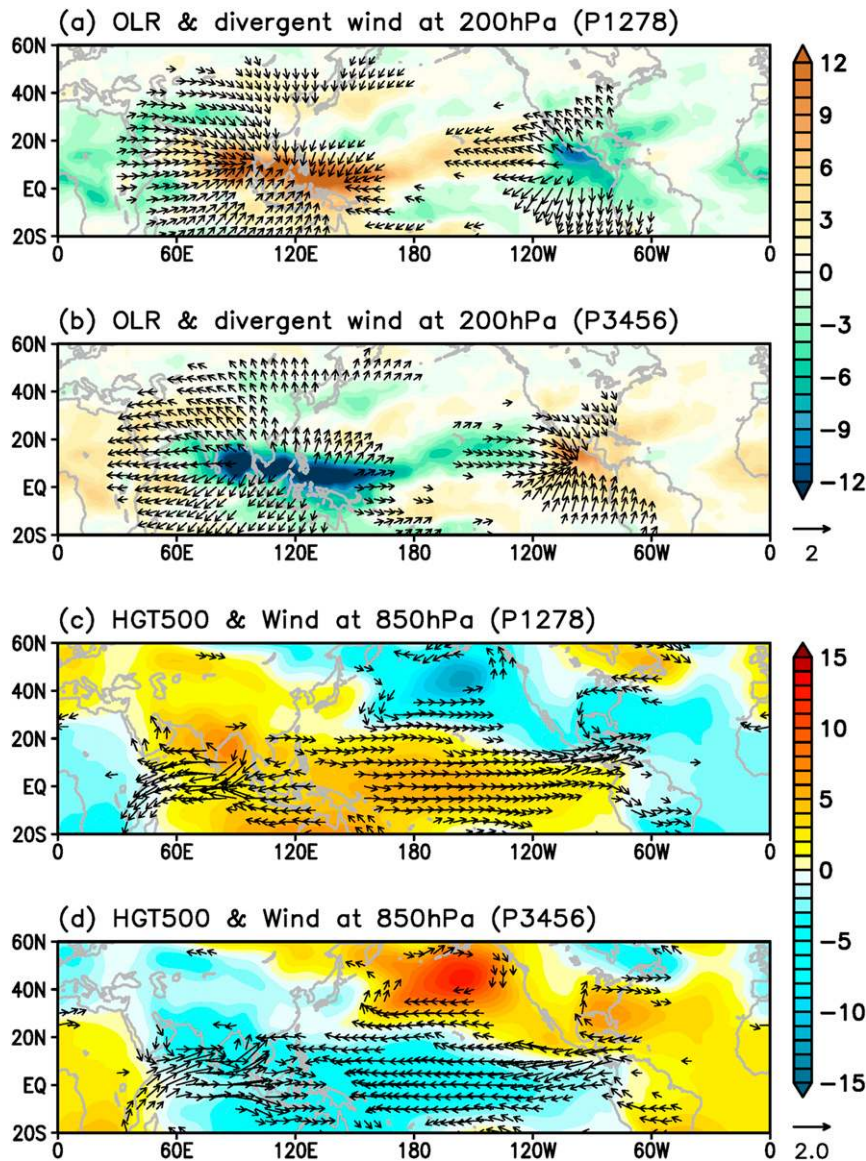 (a) OLR & divergent wind at 200hPa (P1278)
60N
40N
20N
EQ
20S
0 60E 120E 180 120W 60W 0
(b) OLR & divergent wind at 200hPa (P3456)
60N
40N
20N
EQ
20S
0 60E 120E 180 120W 60W 0
12
9
6
3
0
−3
−6
−9
−12
2
(c) HGT500 & Wind at 850hPa (P1278)
60N
40N
20N
EQ
20S
0 60E 120E 180 120W 60W 0
(d) HGT500 & Wind at 850hPa (P3456)
60N
40N
20N
EQ
20S
0 60E 120E 180 120W 60W 0
15
10
5
0
−5
−10
−15
2.0